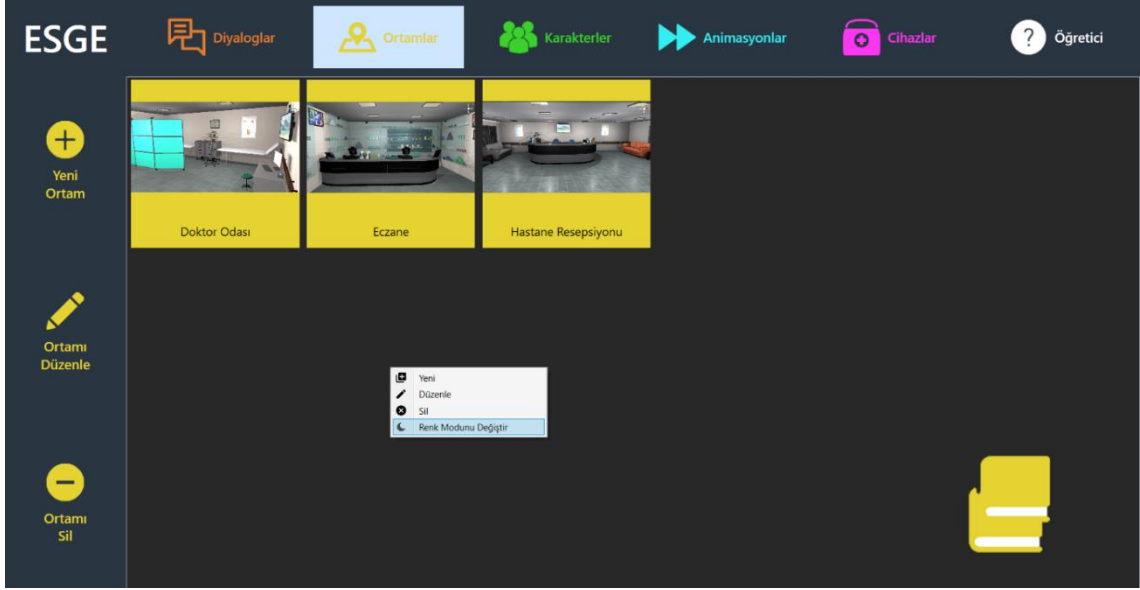 ESGE
Diyaloglar
Ortamlar
Karakterler
Animasyonlar
Cihazlar
?
Öğretici
Yeni
Ortam
Doktor Odası
Eczane
Hastane Resepsiyonu
Ortamı
Düzenle
Yeni
Düzenle
Sil
Renk Modunu Değiştir
Ortamı
Sil